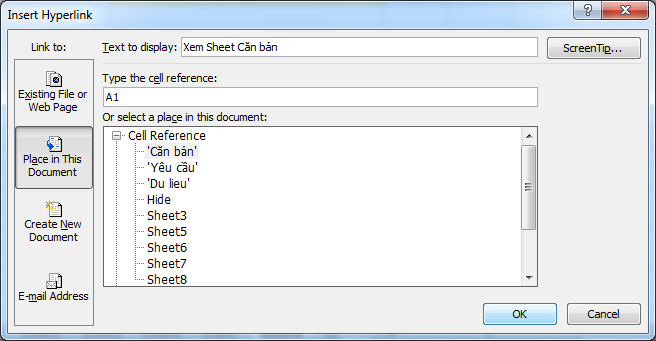 Insert Hyperlink
Link to:
Text to display: Xem Sheet Căn bản
ScreenTip...
Existing File or
Web Page
Place in This
Document
Create New
Document
E-mail Address
Type the cell reference:
A1
Or select a place in this document:
Cell Reference
'Căn bản'
'Yêu cầu'
'Du lieu'
Hide
Sheet3
Sheet5
Sheet6
Sheet7
Sheet8
OK
Cancel